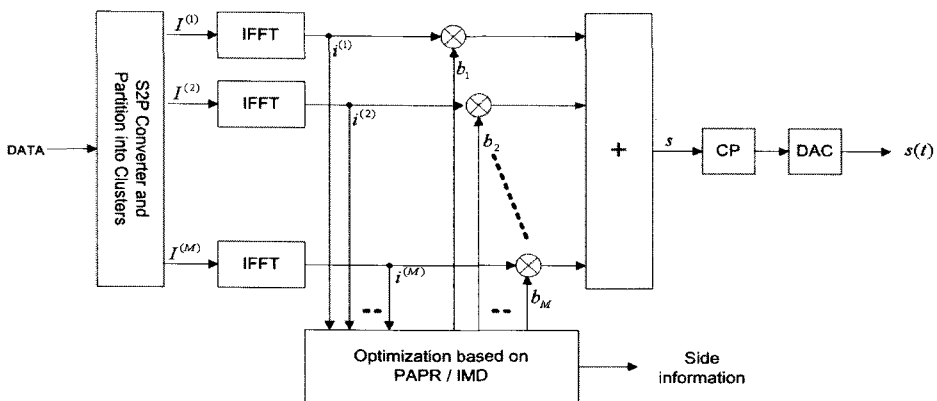 DATA
S2P Converter and
Partition into Clusters
I^{(1)}
IFFT
i^{(1)}
b_1
I^{(2)}
IFFT
i^{(2)}
b_2
I^{(M)}
IFFT
i^{(M)}
b_M
+
s
CP
DAC
s(t)
Optimization based on
PAPR / IMD
Side
information